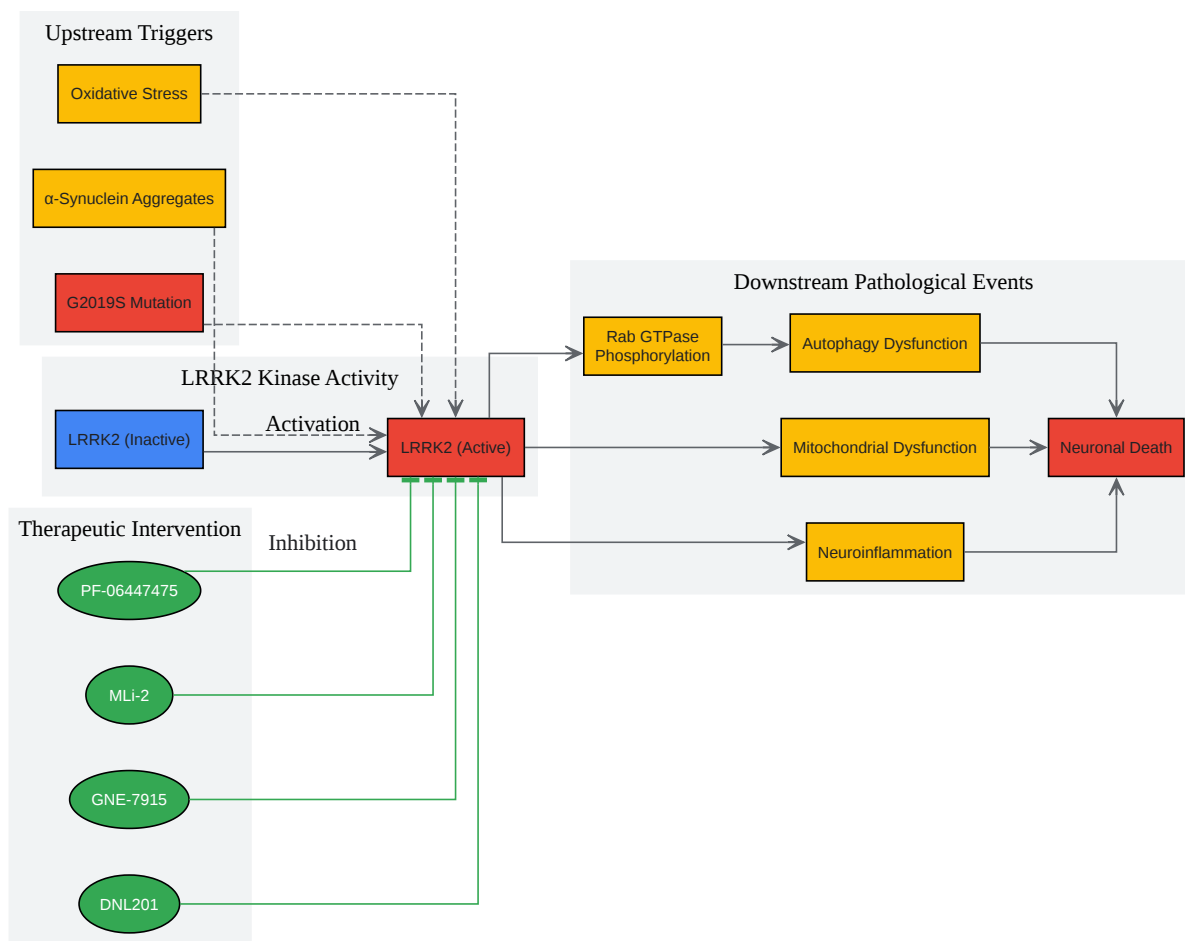 Upstream Triggers
Oxidative Stress
α-Synuclein Aggregates
G2019S Mutation
LRRK2 Kinase Activity
LRRK2 (Inactive)
Activation
LRRK2 (Active)
Downstream Pathological Events
Rab GTPase
Phosphorylation
Autophagy Dysfunction
Mitochondrial Dysfunction
Neuronal Death
Neuroinflammation
Therapeutic Intervention
Inhibition
PF-06447475
MLi-2
GNE-7915
DNL201